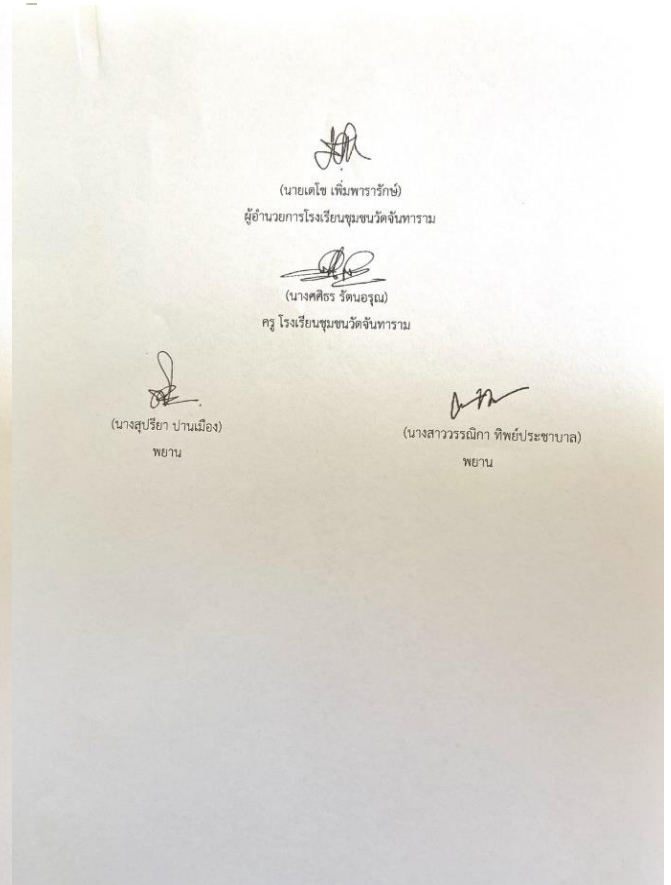 (นายเดโช เพิ่มพารารักษ์)
ผู้อำนวยการโรงเรียนชุมชนวัดจันทาราม
(นางศศิธร รัตนอรุณ)
ครู โรงเรียนชุมชนวัดจันทาราม
(นางสุปรียา ปานเมือง)
พยาน
(นางสาววรรณิกา ทิพย์ประชาบาล)
พยาน